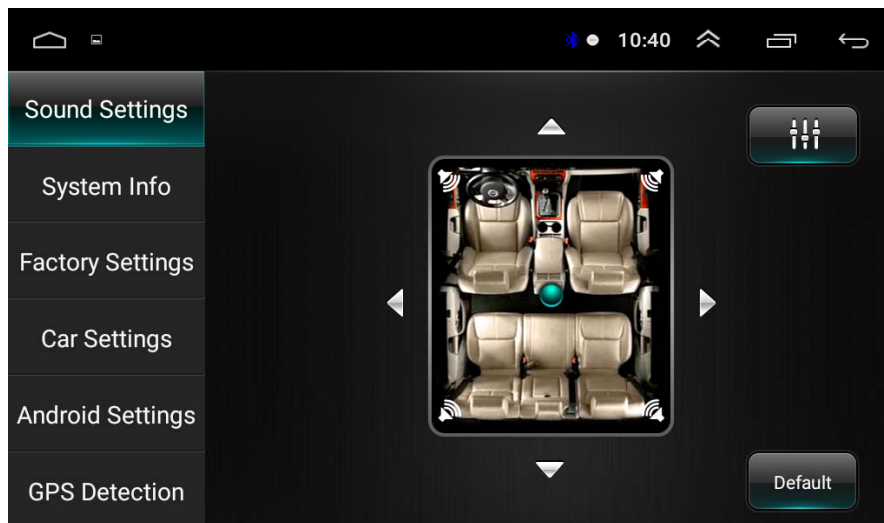 10:40
Sound Settings
System Info
Factory Settings
Car Settings
Android Settings
GPS Detection
Default